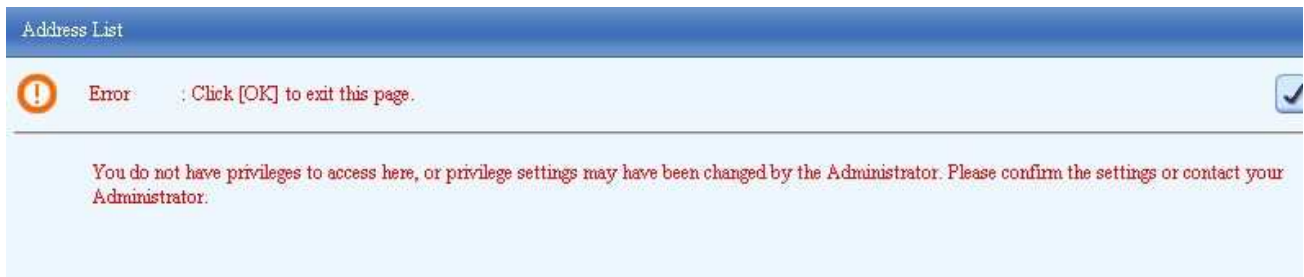 Address List
Error : Click [OK] to exit this page.
You do not have privileges to access here, or privilege settings may have been changed by the Administrator. Please confirm the settings or contact your
Administrator.